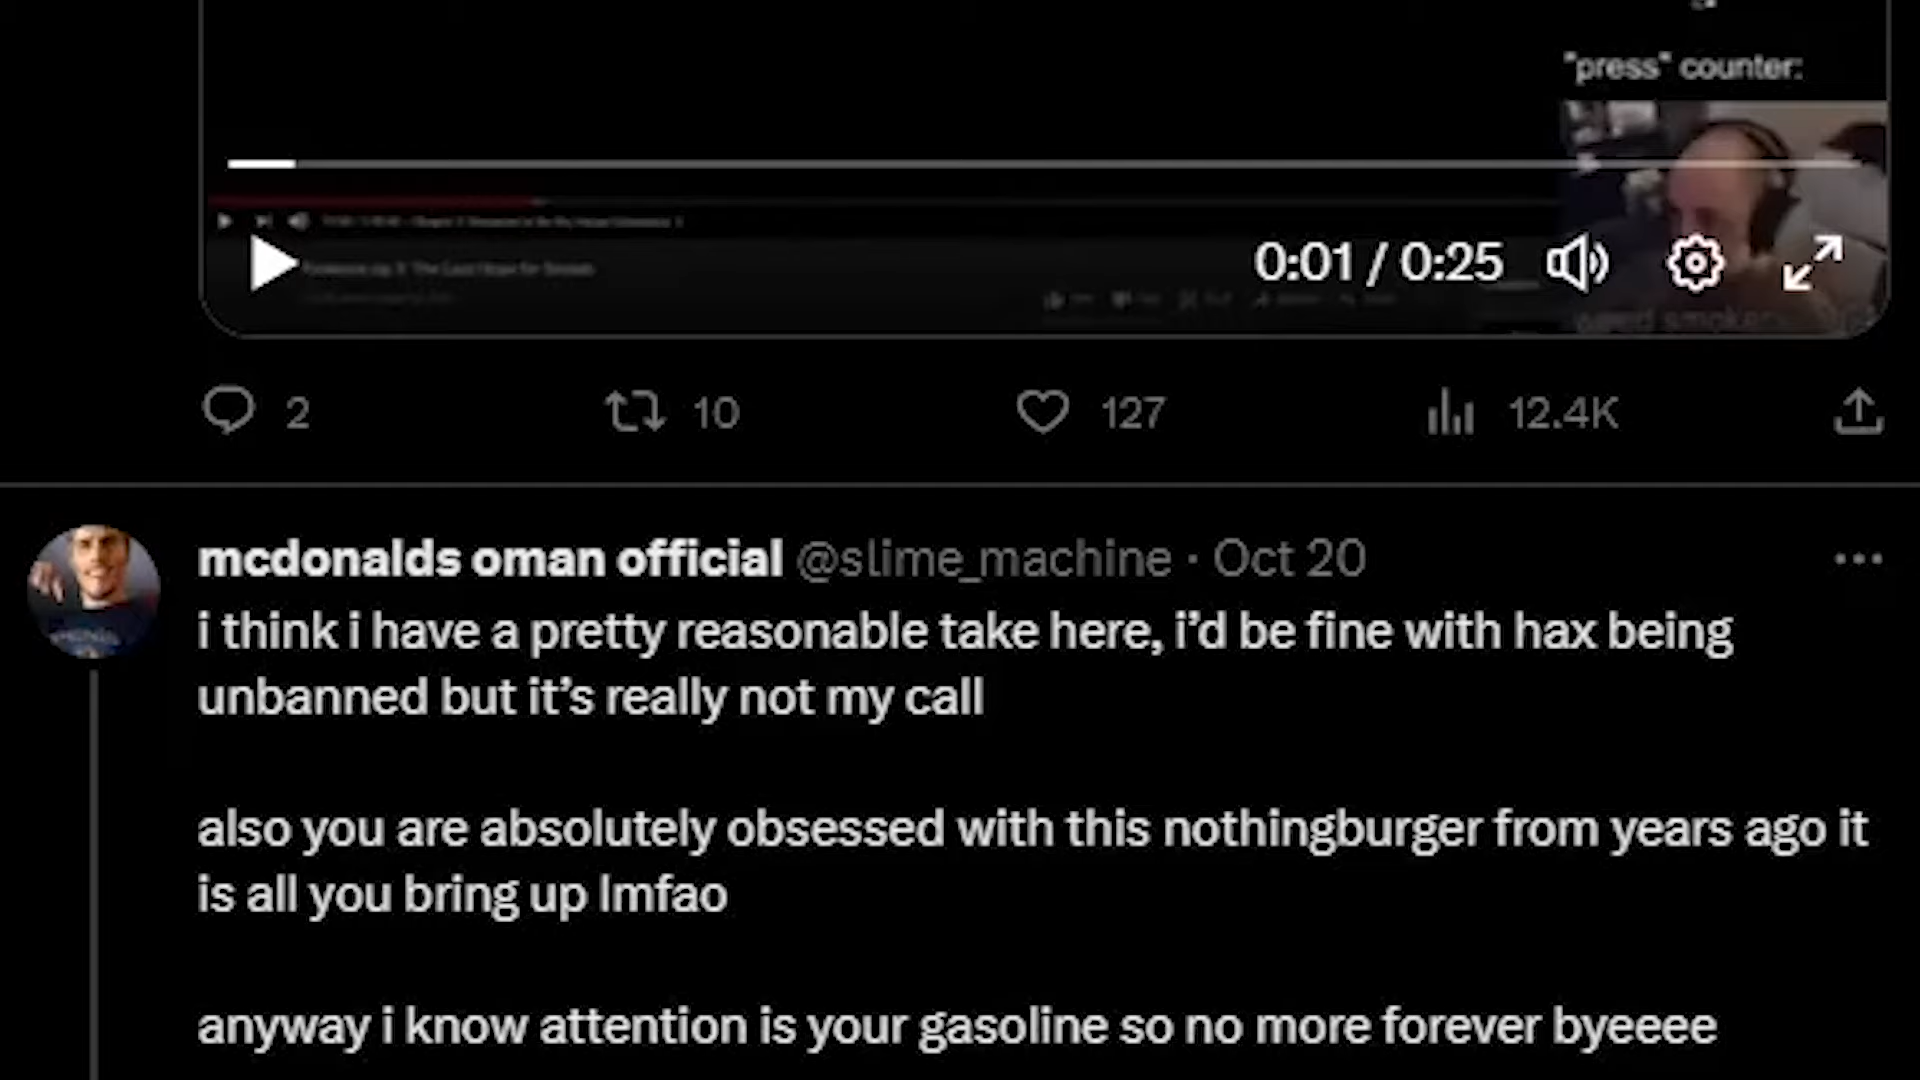 "press" counter:
0:01 / 0:25
weed smoker
2 10 127 12.4K
mcdonalds oman official @slime_machine · Oct 20
i think i have a pretty reasonable take here, i’d be fine with hax being
unbanned but it’s really not my call
also you are absolutely obsessed with this nothingburger from years ago it
is all you bring up lmfao
anyway i know attention is your gasoline so no more forever byeeee